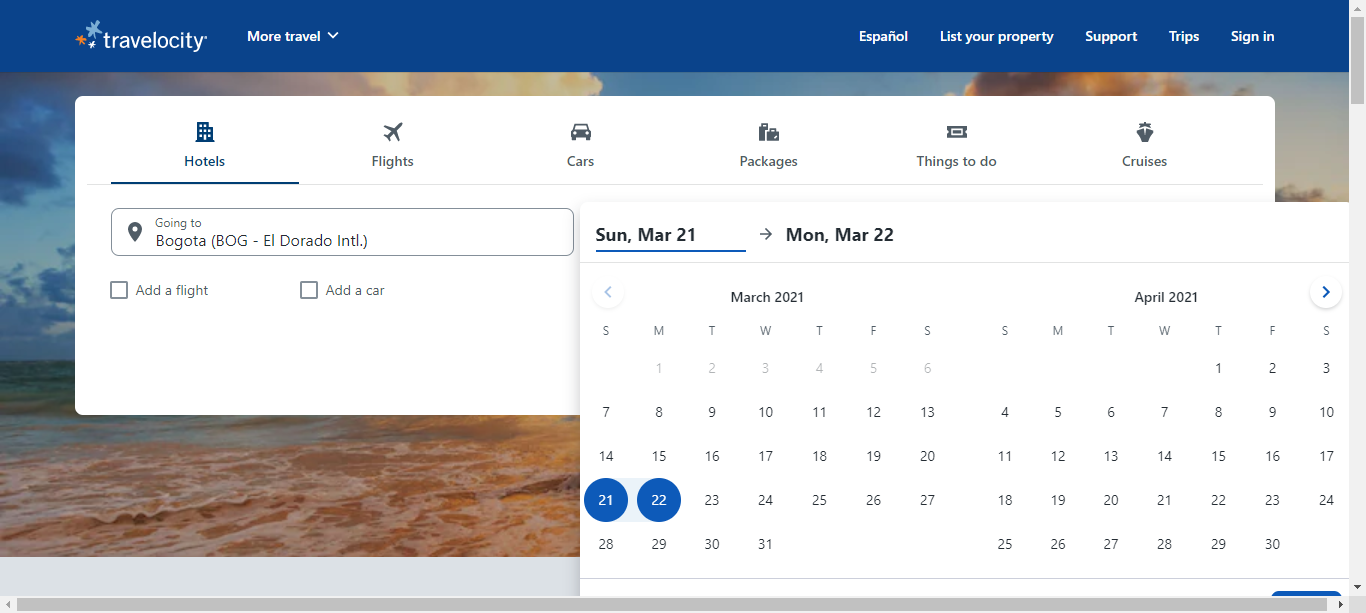 travelocity More travel Español List your property Support Trips Sign in
Hotels Flights Cars Packages Things to do Cruises
Going to
Bogota (BOG - El Dorado Intl.)
Add a flight Add a car
Sun, Mar 21 Mon, Mar 22
March 2021
S M T W T F S
1 2 3 4 5 6
7 8 9 10 11 12 13
14 15 16 17 18 19 20
21 22 23 24 25 26 27
28 29 30 31
April 2021
S M T W T F S
1 2 3
4 5 6 7 8 9 10
11 12 13 14 15 16 17
18 19 20 21 22 23 24
25 26 27 28 29 30